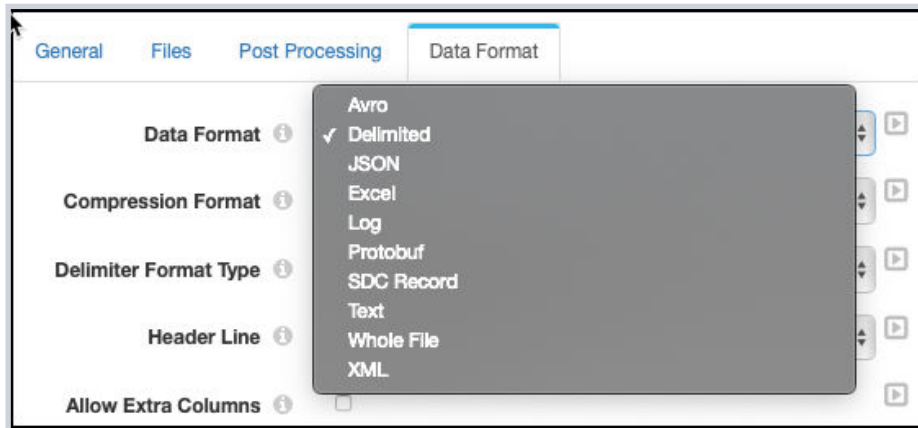 General Files Post Processing Data Format
Avro
Data Format ✓ Delimited
JSON
Excel
Compression Format
Log
Protobuf
Delimiter Format Type
SDC Record
Text
Header Line Whole File
XML
Allow Extra Columns